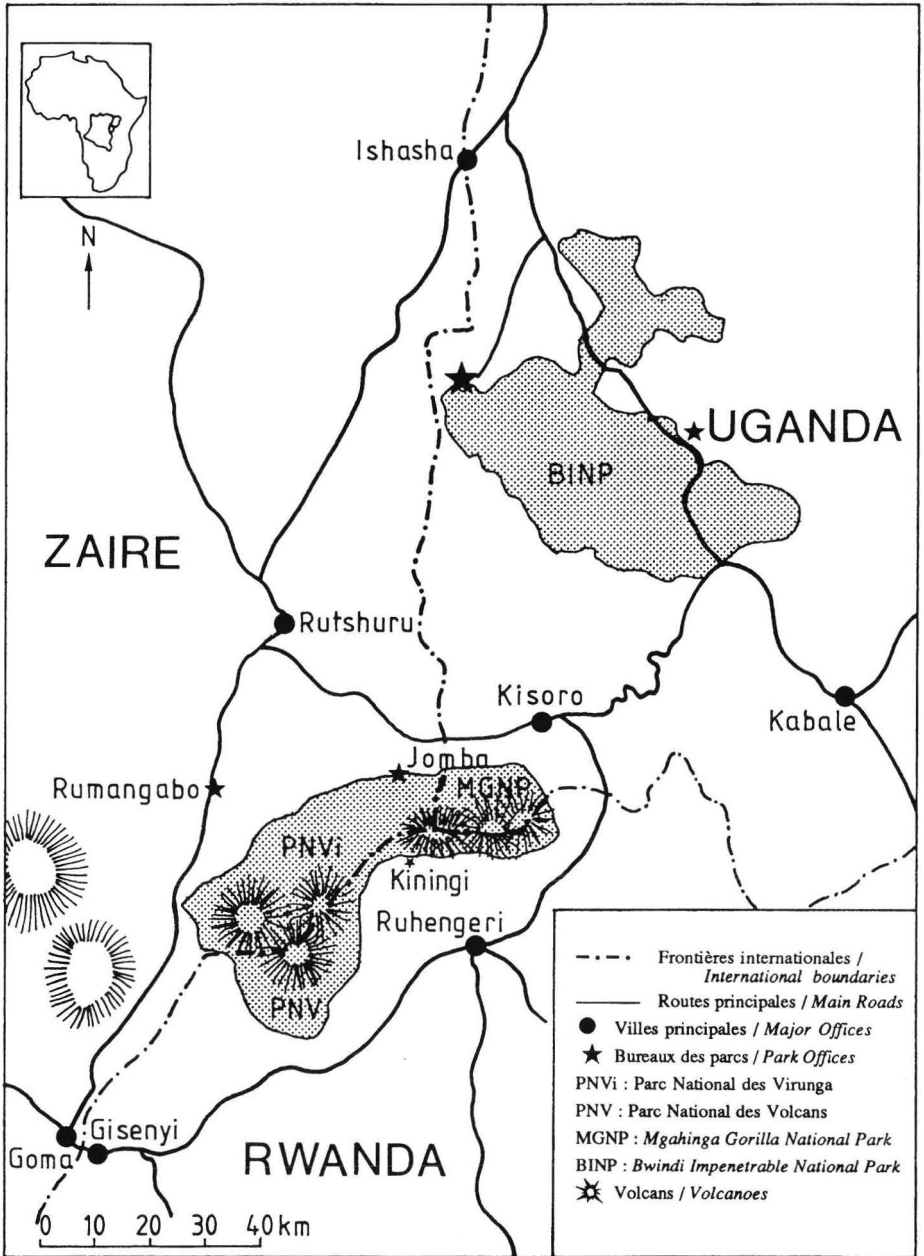 Ishasha
N
UGANDA
BINP
ZAIRE
Rutshuru
Kisoro
Kabale
Jomba
Rumangabo
MGNP
PNVi
Kiningi
Ruhengeri
PNV
Gisenyi
Goma
RWANDA
0 10 20 40 km
Frontières internationales /
International boundaries
Routes principales / Main Roads
Villes principales / Major Offices
Bureaux des parcs / Park Offices
PNVi : Parc National des Virunga
PNV : Parc National des Volcans
MGNP : Mgahinga Gorilla National Park
BINP : Bwindi Impenetrable National Park
Volcans / Volcanoes